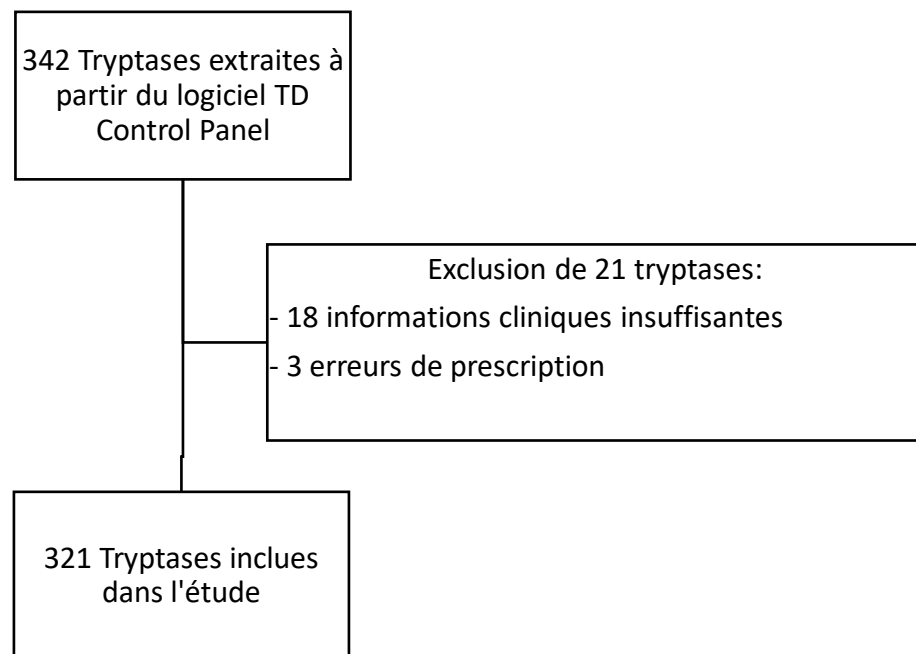 342 Tryptases extraites à
partir du logiciel TD
Control Panel
Exclusion de 21 tryptases:
- 18 informations cliniques insuffisantes
- 3 erreurs de prescription
321 Tryptases inclues
dans l'étude